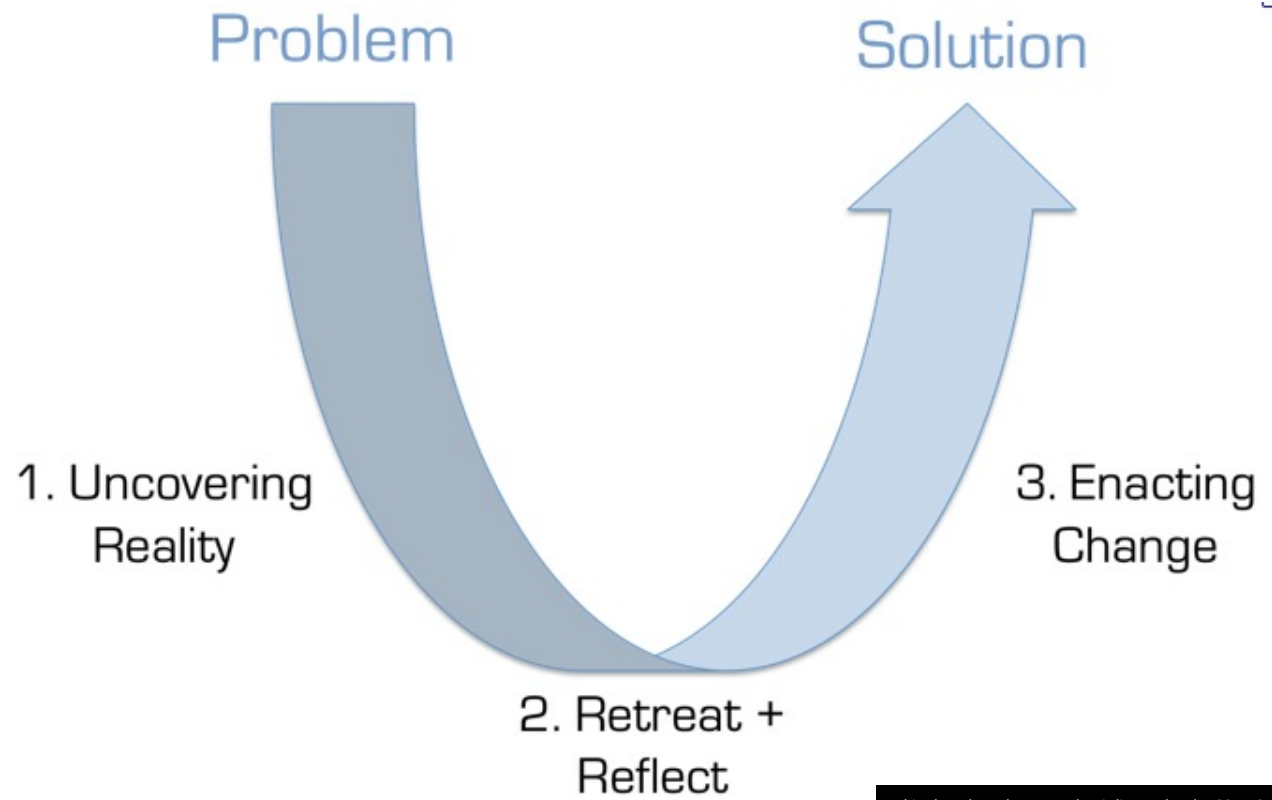 Problem
Solution
1. Uncovering
Reality
2. Retreat +
Reflect
3. Enacting
Change